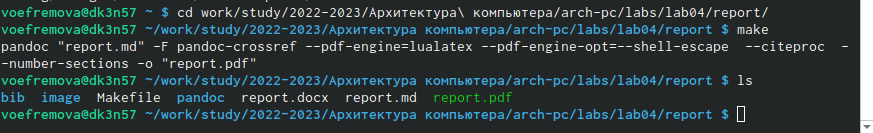 voefremova@dk3n57 ~ $ cd work/study/2022-2023/Архитектура\ компьютера/arch-pc/labs/lab04/report/
voefremova@dk3n57 ~/work/study/2022-2023/Архитектура компьютера/arch-pc/labs/lab04/report $ make
pandoc "report.md" -F pandoc-crossref --pdf-engine=lualatex --pdf-engine-opt=--shell-escape  --citeproc  -
-number-sections -o "report.pdf"
voefremova@dk3n57 ~/work/study/2022-2023/Архитектура компьютера/arch-pc/labs/lab04/report $ ls
bib  image  Makefile  pandoc  report.docx  report.md  report.pdf
voefremova@dk3n57 ~/work/study/2022-2023/Архитектура компьютера/arch-pc/labs/lab04/report $